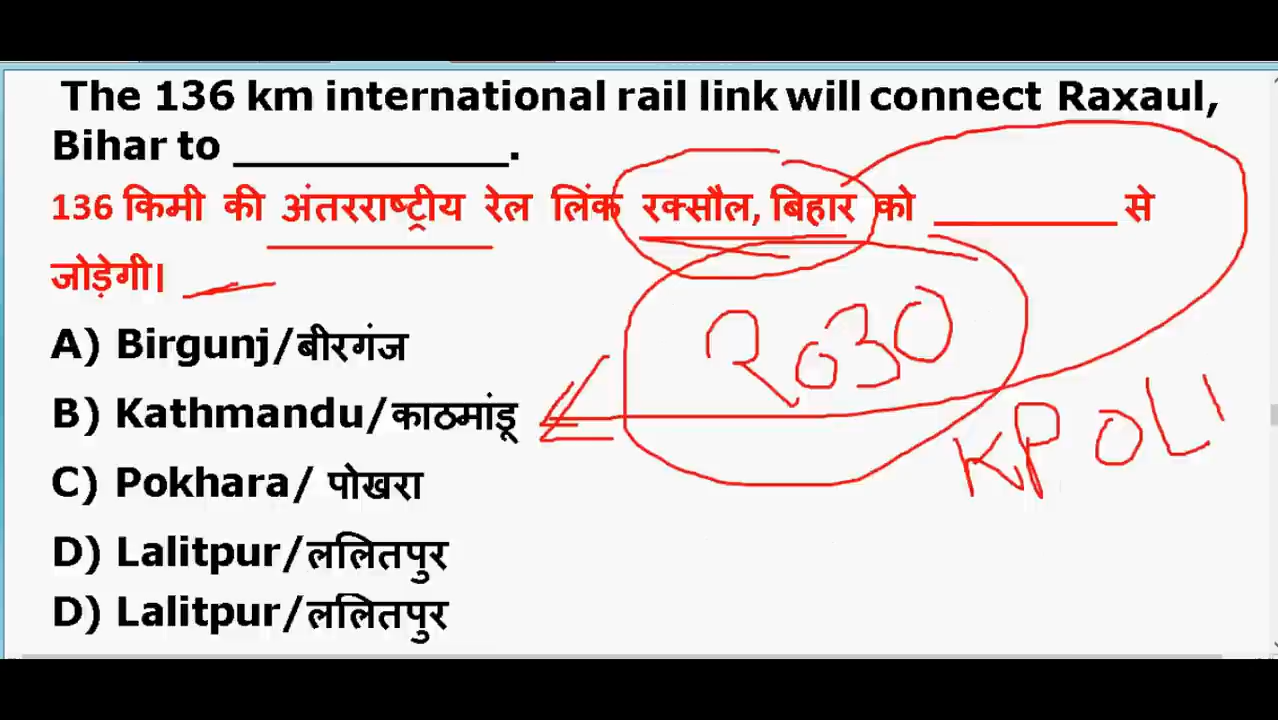 The 136 km international rail link will connect Raxaul,
Bihar to ____________.
136 किमी की अंतरराष्ट्रीय रेल लिंक रक्सौल, बिहार को __________ से
जोड़ेगी।
A) Birgunj/बीरगंज
2030
B) Kathmandu/काठमांडू
KP OLI
C) Pokhara/ पोखरा
D) Lalitpur/ललितपुर
D) Lalitpur/ललितपुर